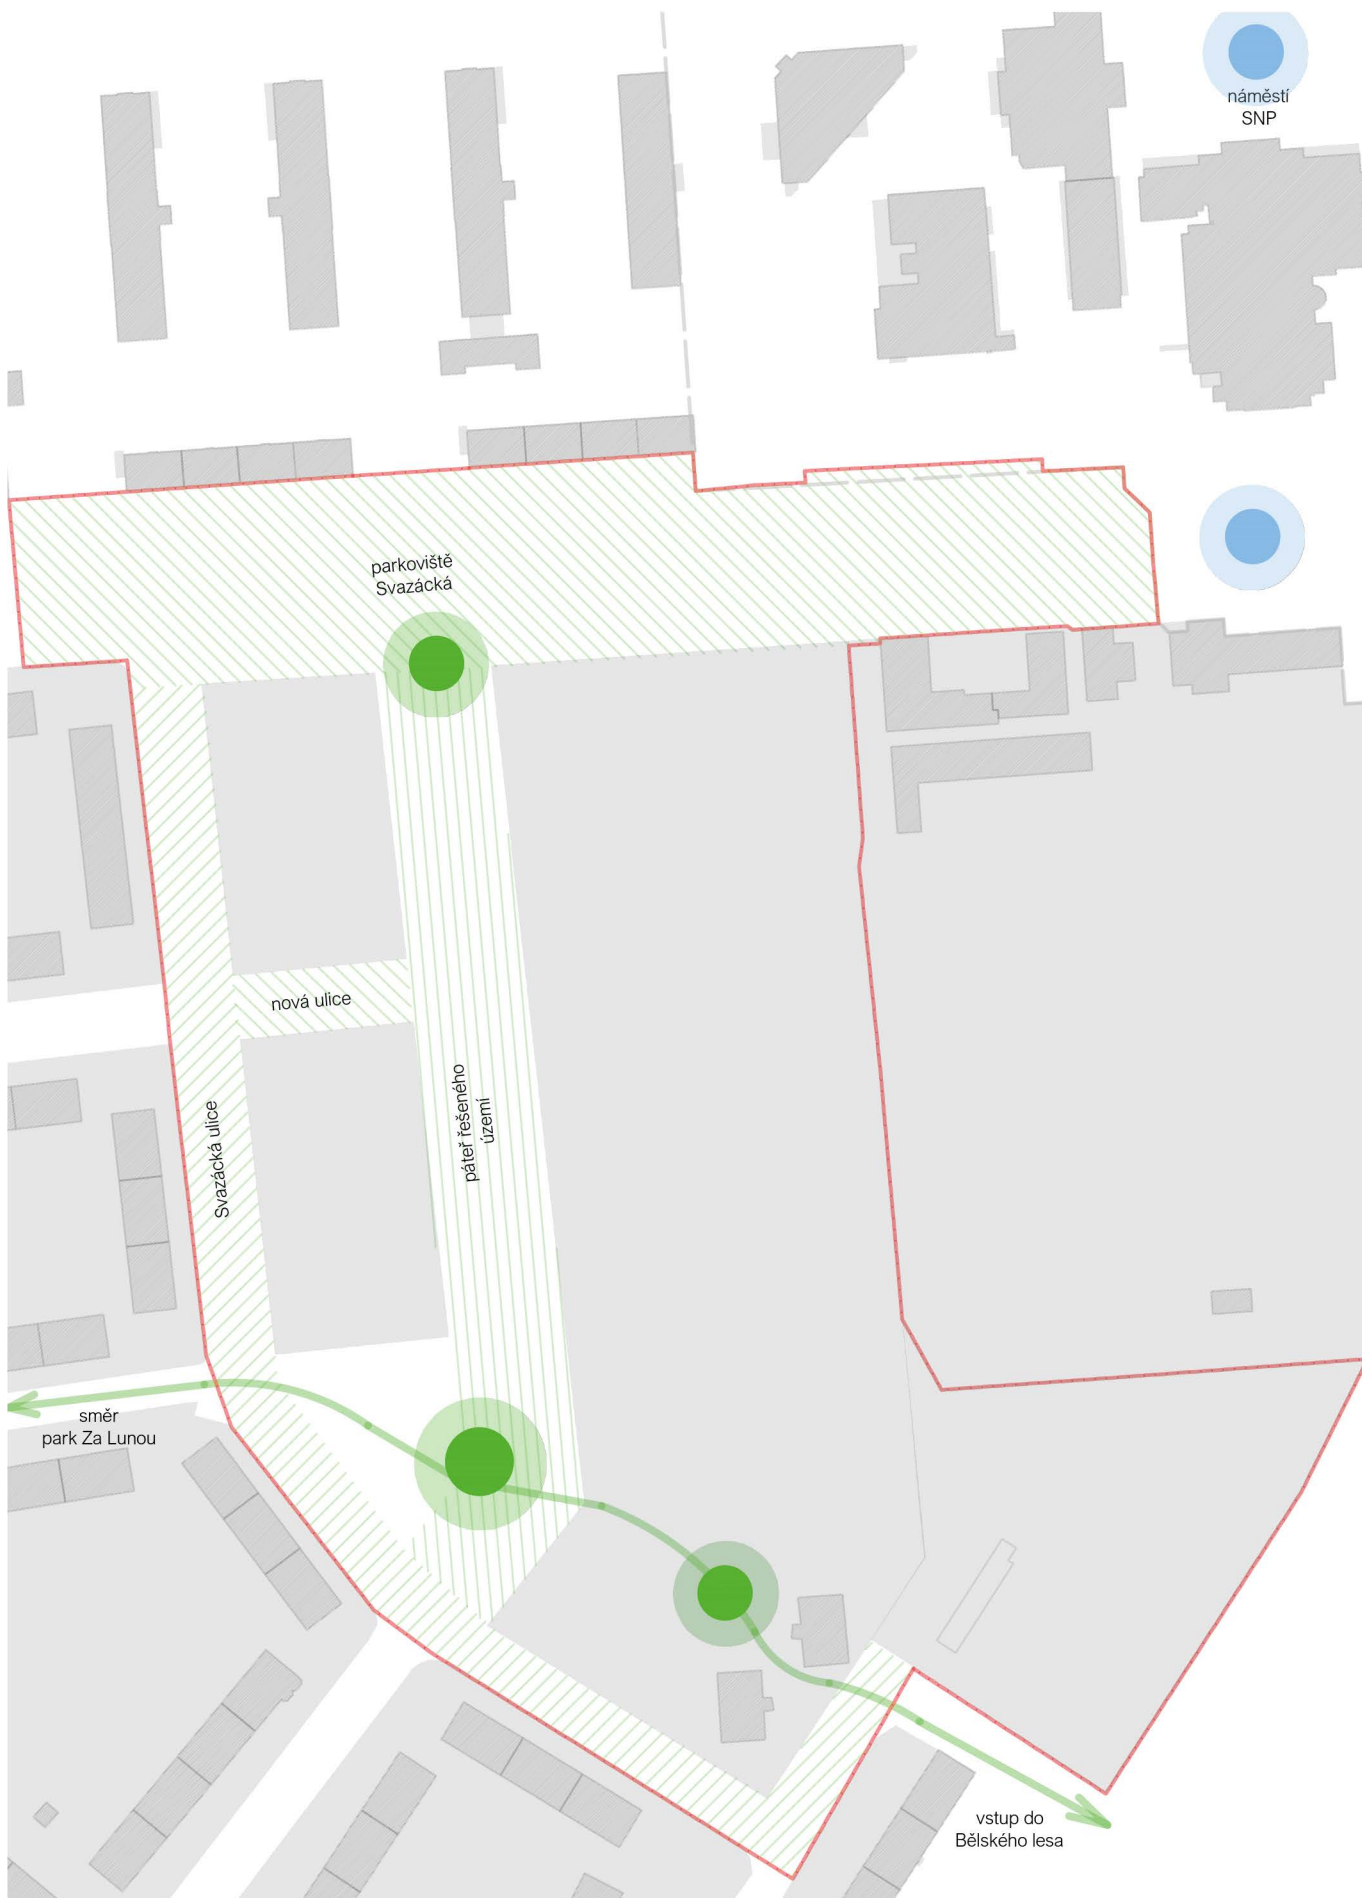 náměstí
SNP
parkoviště
Svazácká
nová ulice
páteř řešeného
území
Svazácká ulice
směr
park Za Lunou
vstup do
Bělského lesa